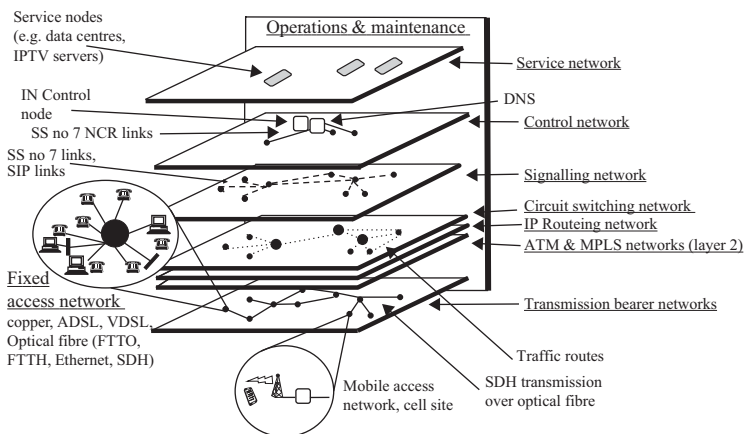 Service nodes
(e.g. data centres,
IPTV servers)
Operations & maintenance
Service network
IN Control
node
DNS
SS no 7 NCR links
Control network
SS no 7 links,
SIP links
Signalling network
Circuit switching network
IP Routeing network
ATM & MPLS networks (layer 2)
Fixed
access network
copper, ADSL, VDSL,
Optical fibre (FTTO,
FTTH, Ethernet, SDH)
Transmission bearer networks
Traffic routes
Mobile access
network, cell site
SDH transmission
over optical fibre